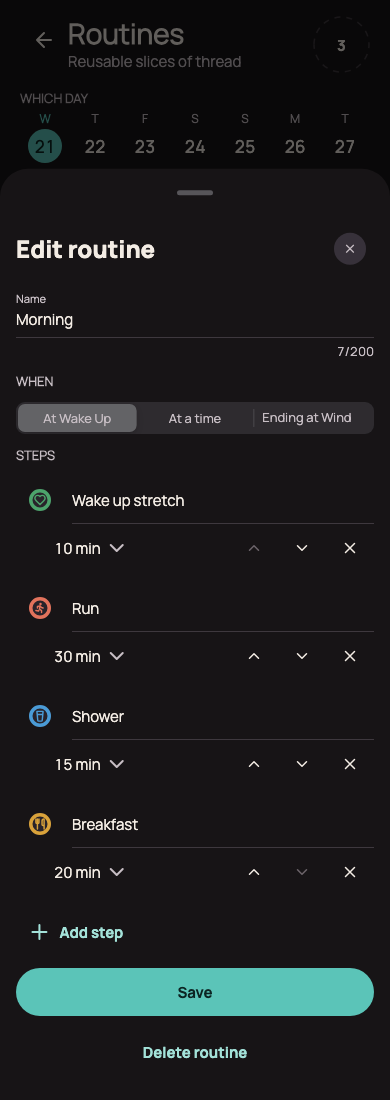 Routines
Reusable slices of thread
3
WHICH DAY
W T F S S M T
21 22 23 24 25 26 27
Edit routine
Name
Morning
7/200
WHEN
At Wake Up At a time Ending at Wind
STEPS
Wake up stretch
10 min
Run
30 min
Shower
15 min
Breakfast
20 min
Add step
Save
Delete routine